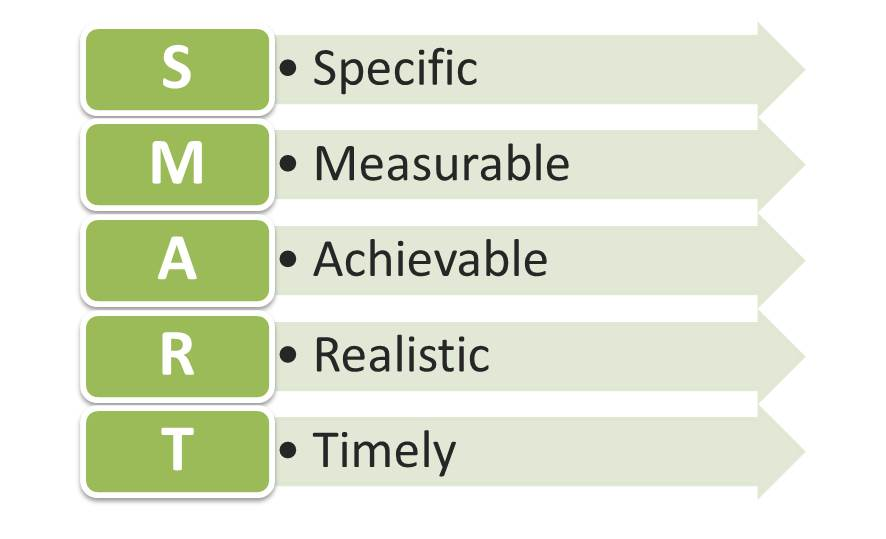 S • Specific
M • Measurable
A • Achievable
R • Realistic
T • Timely